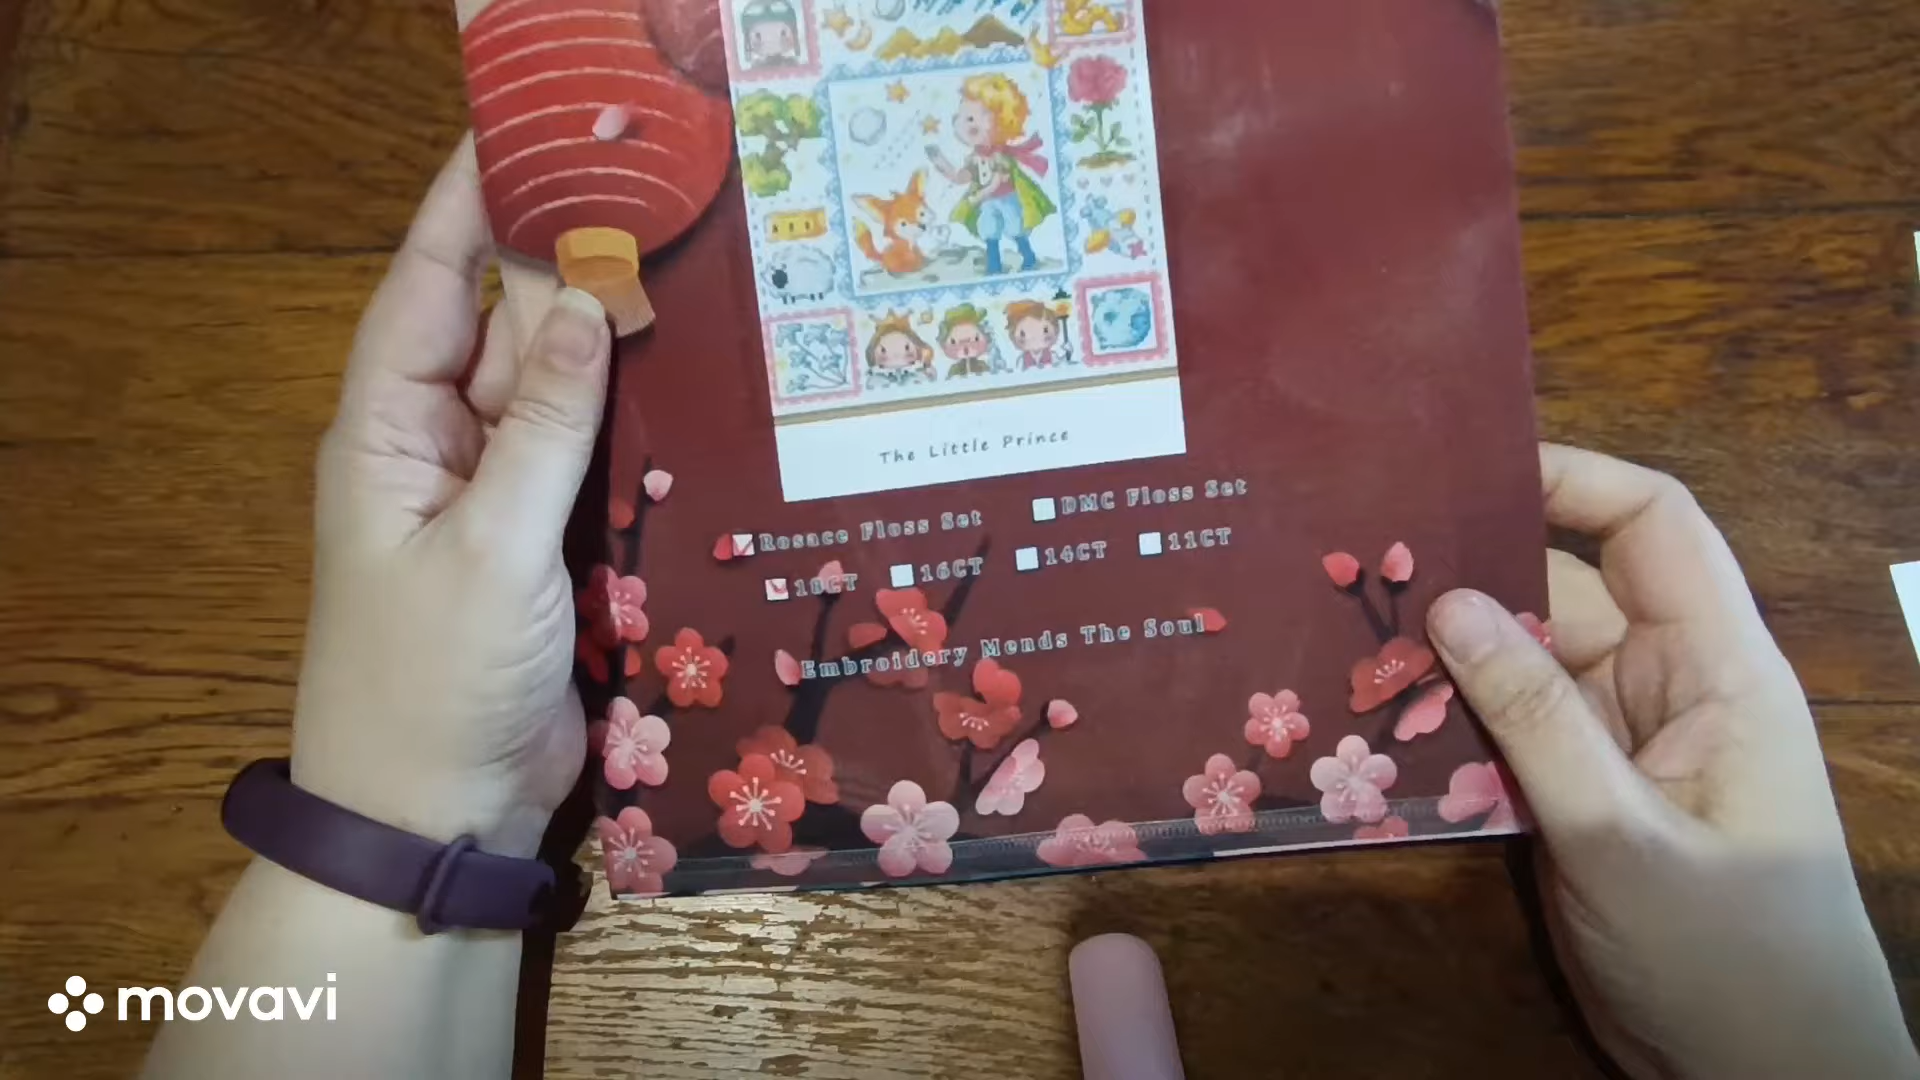 The Little Prince
Rosace Floss Set DMC Floss Set
18CT 16CT 14CT 11CT
Embroidery Mends The Soul
movavi